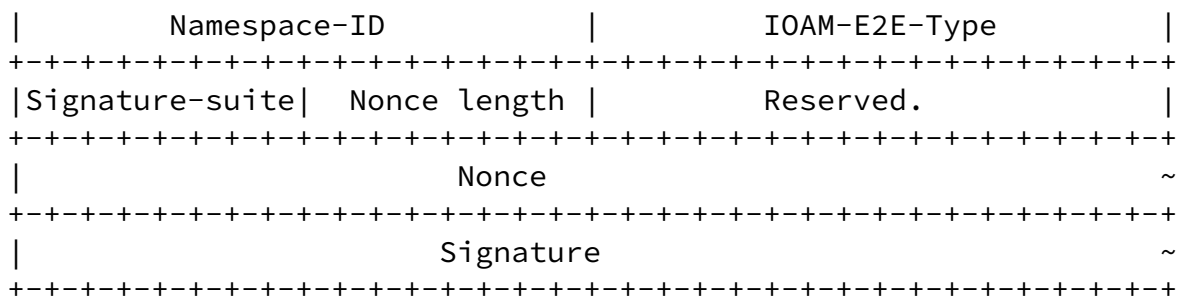 |        Namespace-ID           |         IOAM-E2E-Type         |
+-+-+-+-+-+-+-+-+-+-+-+-+-+-+-+-+-+-+-+-+-+-+-+-+-+-+-+-+-+-+-+-+
|Signature-suite|  Nonce length |         Reserved.             |
+-+-+-+-+-+-+-+-+-+-+-+-+-+-+-+-+-+-+-+-+-+-+-+-+-+-+-+-+-+-+-+-+
|                        Nonce                                  ~
+-+-+-+-+-+-+-+-+-+-+-+-+-+-+-+-+-+-+-+-+-+-+-+-+-+-+-+-+-+-+-+-+
|                       Signature                               ~
+-+-+-+-+-+-+-+-+-+-+-+-+-+-+-+-+-+-+-+-+-+-+-+-+-+-+-+-+-+-+-+-+